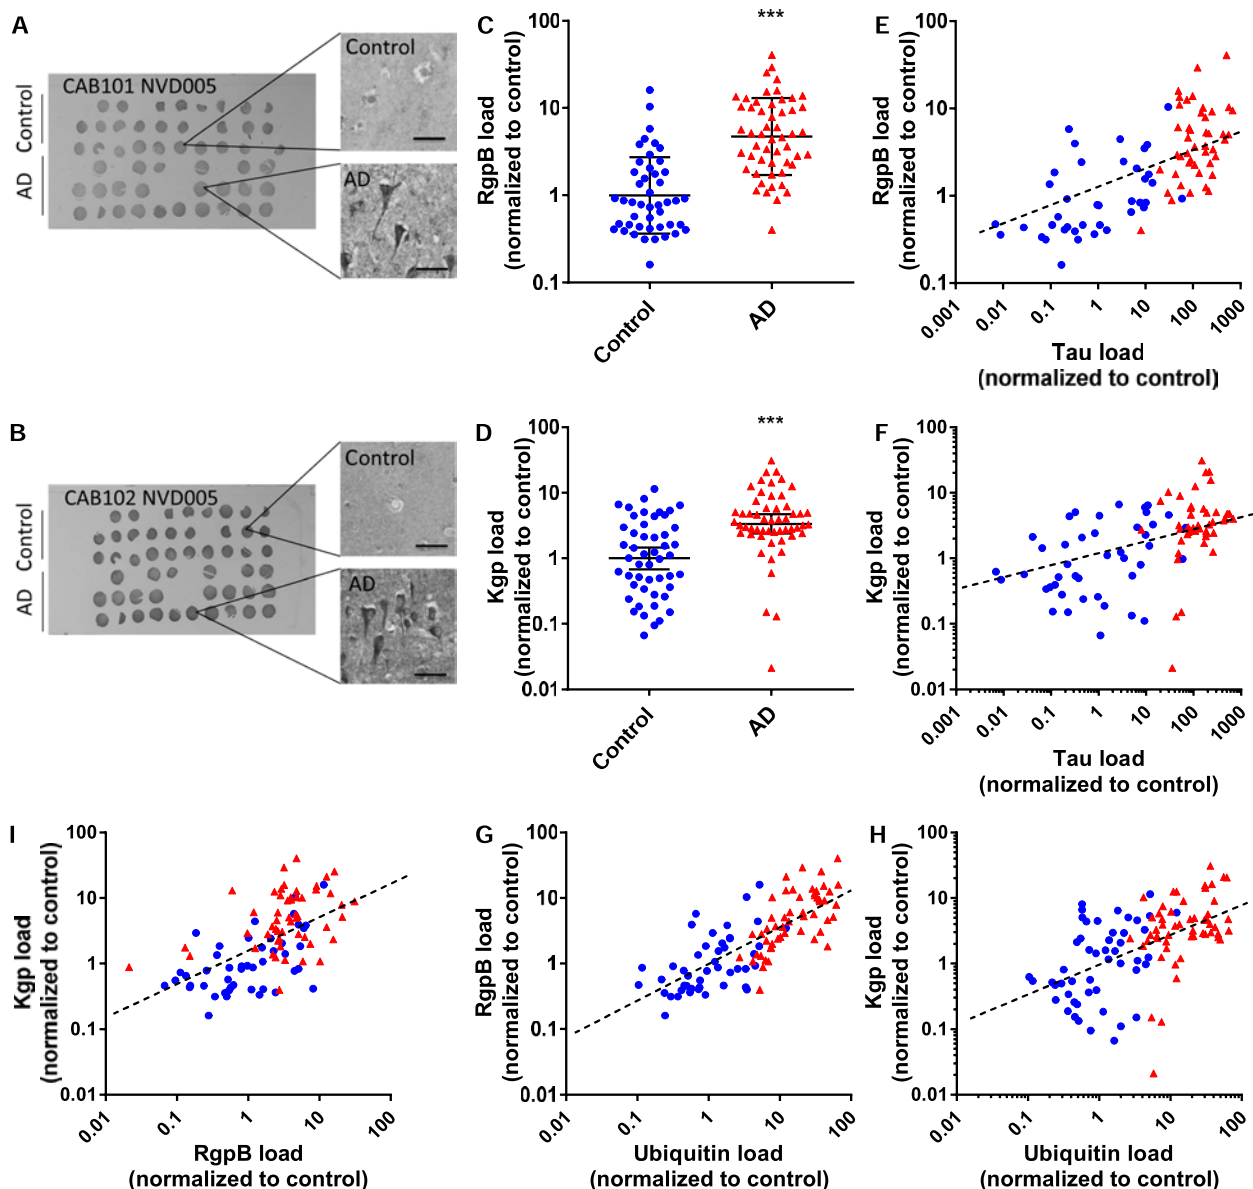 A
CAB101 NVD005
Control
AD
Control
AD
C
***
RgpB load
(normalized to control)
100
10
1
0.1
Control
AD
E
RgpB load
(normalized to control)
100
10
1
0.1
0.001
0.01
0.1
1
10
100
1000
Tau load
(normalized to control)
B
CAB102 NVD005
Control
AD
Control
AD
D
***
Kgp load
(normalized to control)
100
10
1
0.1
0.01
Control
AD
F
Kgp load
(normalized to control)
100
10
1
0.1
0.01
0.001
0.01
0.1
1
10
100
1000
Tau load
(normalized to control)
I
Kgp load
(normalized to control)
100
10
1
0.1
0.01
0.01
0.1
1
10
100
RgpB load
(normalized to control)
G
RgpB load
(normalized to control)
100
10
1
0.1
0.01
0.01
0.1
1
10
100
Ubiquitin load
(normalized to control)
H
Kgp load
(normalized to control)
100
10
1
0.1
0.01
0.01
0.1
1
10
100
Ubiquitin load
(normalized to control)